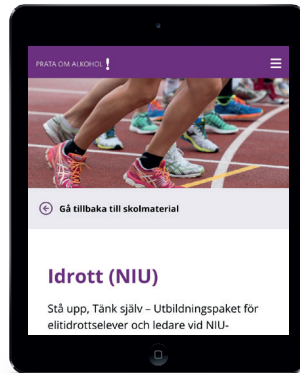 PRATA OM ALKOHOL!
Gå tillbaka till skolmaterial
Idrott (NIU)
Stå upp, Tänk själv – Utbildningspaket för
elitidrottselever och ledare vid NIU-